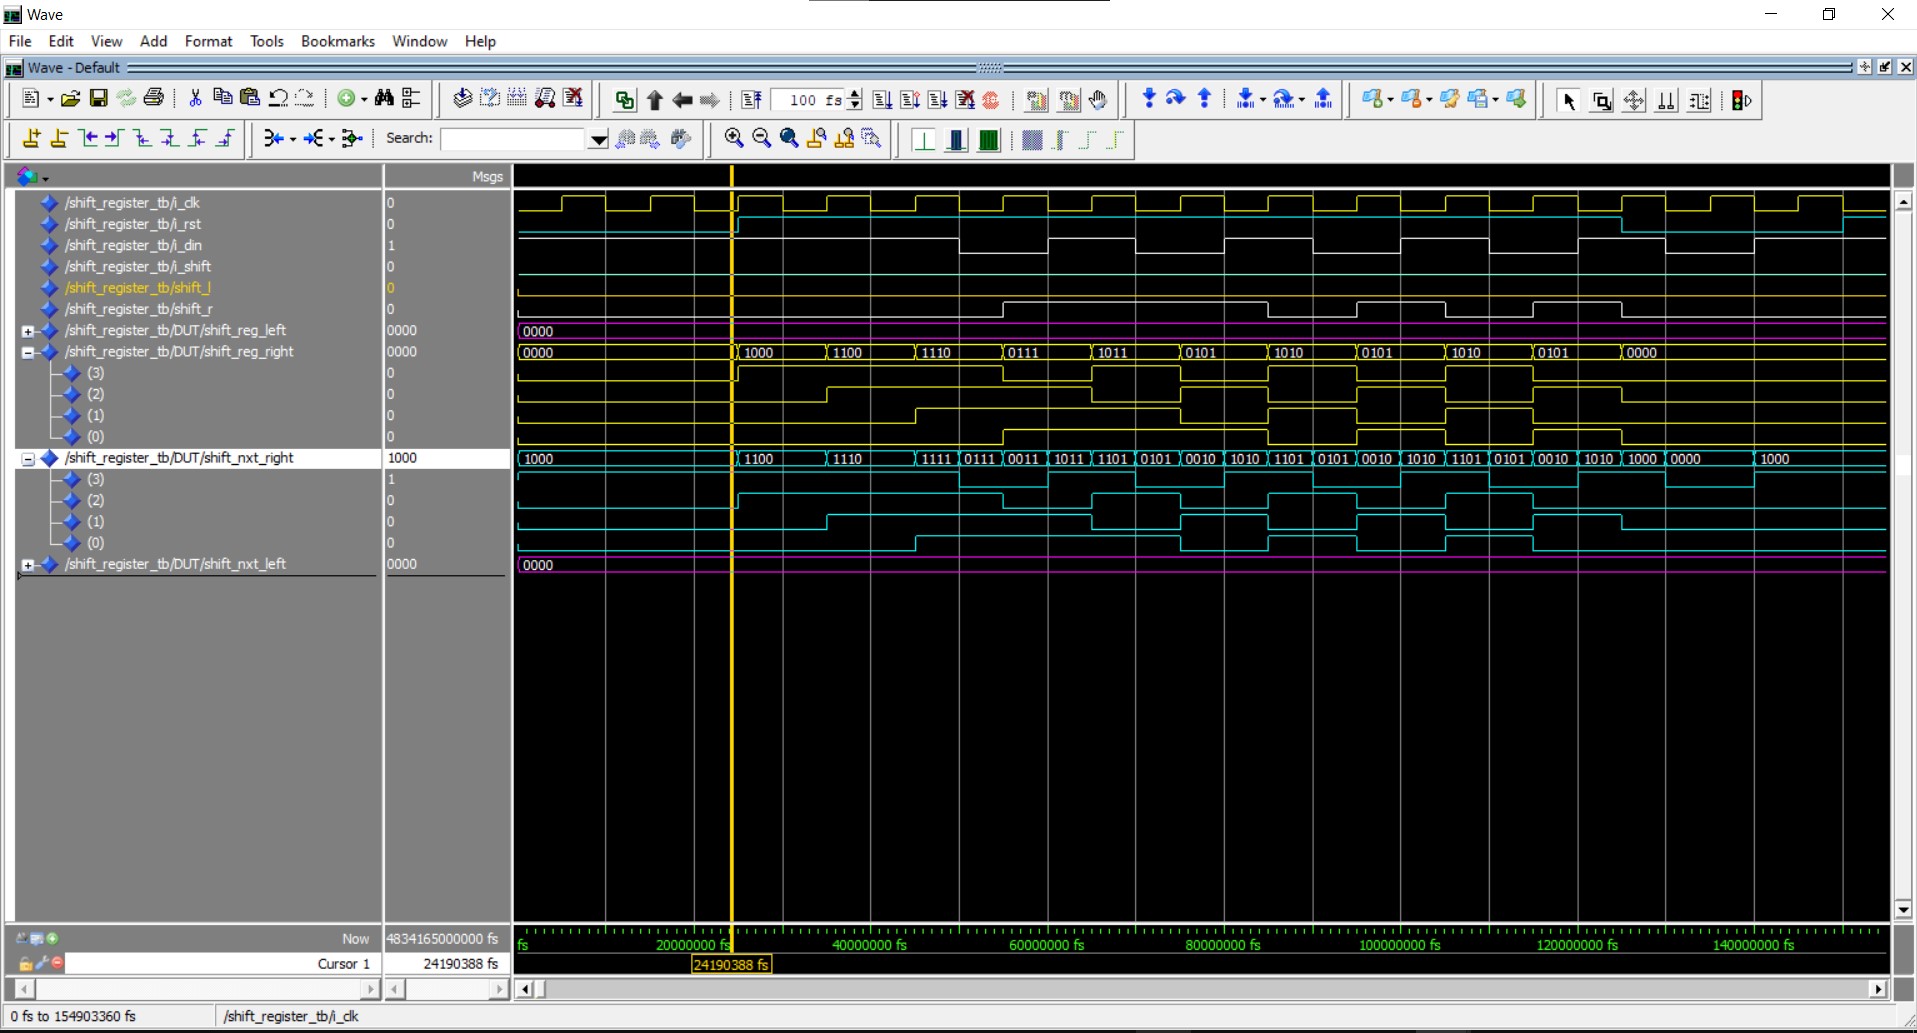 Wave
File Edit View Add Format Tools Bookmarks Window Help
Wave - Default
100 fs
Search:
Msgs
/shift_register_tb/i_clk 0
/shift_register_tb/i_rst 0
/shift_register_tb/i_din 1
/shift_register_tb/i_shift 0
/shift_register_tb/shift_l 0
/shift_register_tb/shift_r 0
/shift_register_tb/DUT/shift_reg_left 0000 0000
/shift_register_tb/DUT/shift_reg_right 0000 0000 1000 1100 1110 0111 1011 0101 1010 0101 1010 0101 0000
(3) 0
(2) 0
(1) 0
(0) 0
/shift_register_tb/DUT/shift_nxt_right 1000 1000 1100 1110 1111 0111 0011 1011 1101 0101 0010 1010 1101 0101 0010 1010 1101 0101 0010 1010 1000 0000 1000
(3) 1
(2) 0
(1) 0
(0) 0
/shift_register_tb/DUT/shift_nxt_left 0000 0000
Now 4834165000000 fs fs 20000000 fs 40000000 fs 60000000 fs 80000000 fs 100000000 fs 120000000 fs 140000000 fs
Cursor 1 24190388 fs 24190388 fs
0 fs to 154903360 fs /shift_register_tb/i_clk